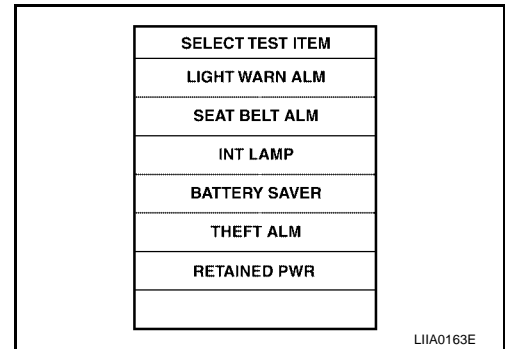 SELECT TEST ITEM
LIGHT WARN ALM
SEAT BELT ALM
INT LAMP
BATTERY SAVER
THEFT ALM
RETAINED PWR
LIIA0163E